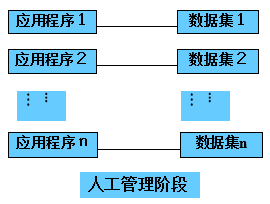 应用程序1 数据集1
应用程序2 数据集2
⋮ ⋮ ⋮ ⋮
应用程序n 数据集n
人工管理阶段